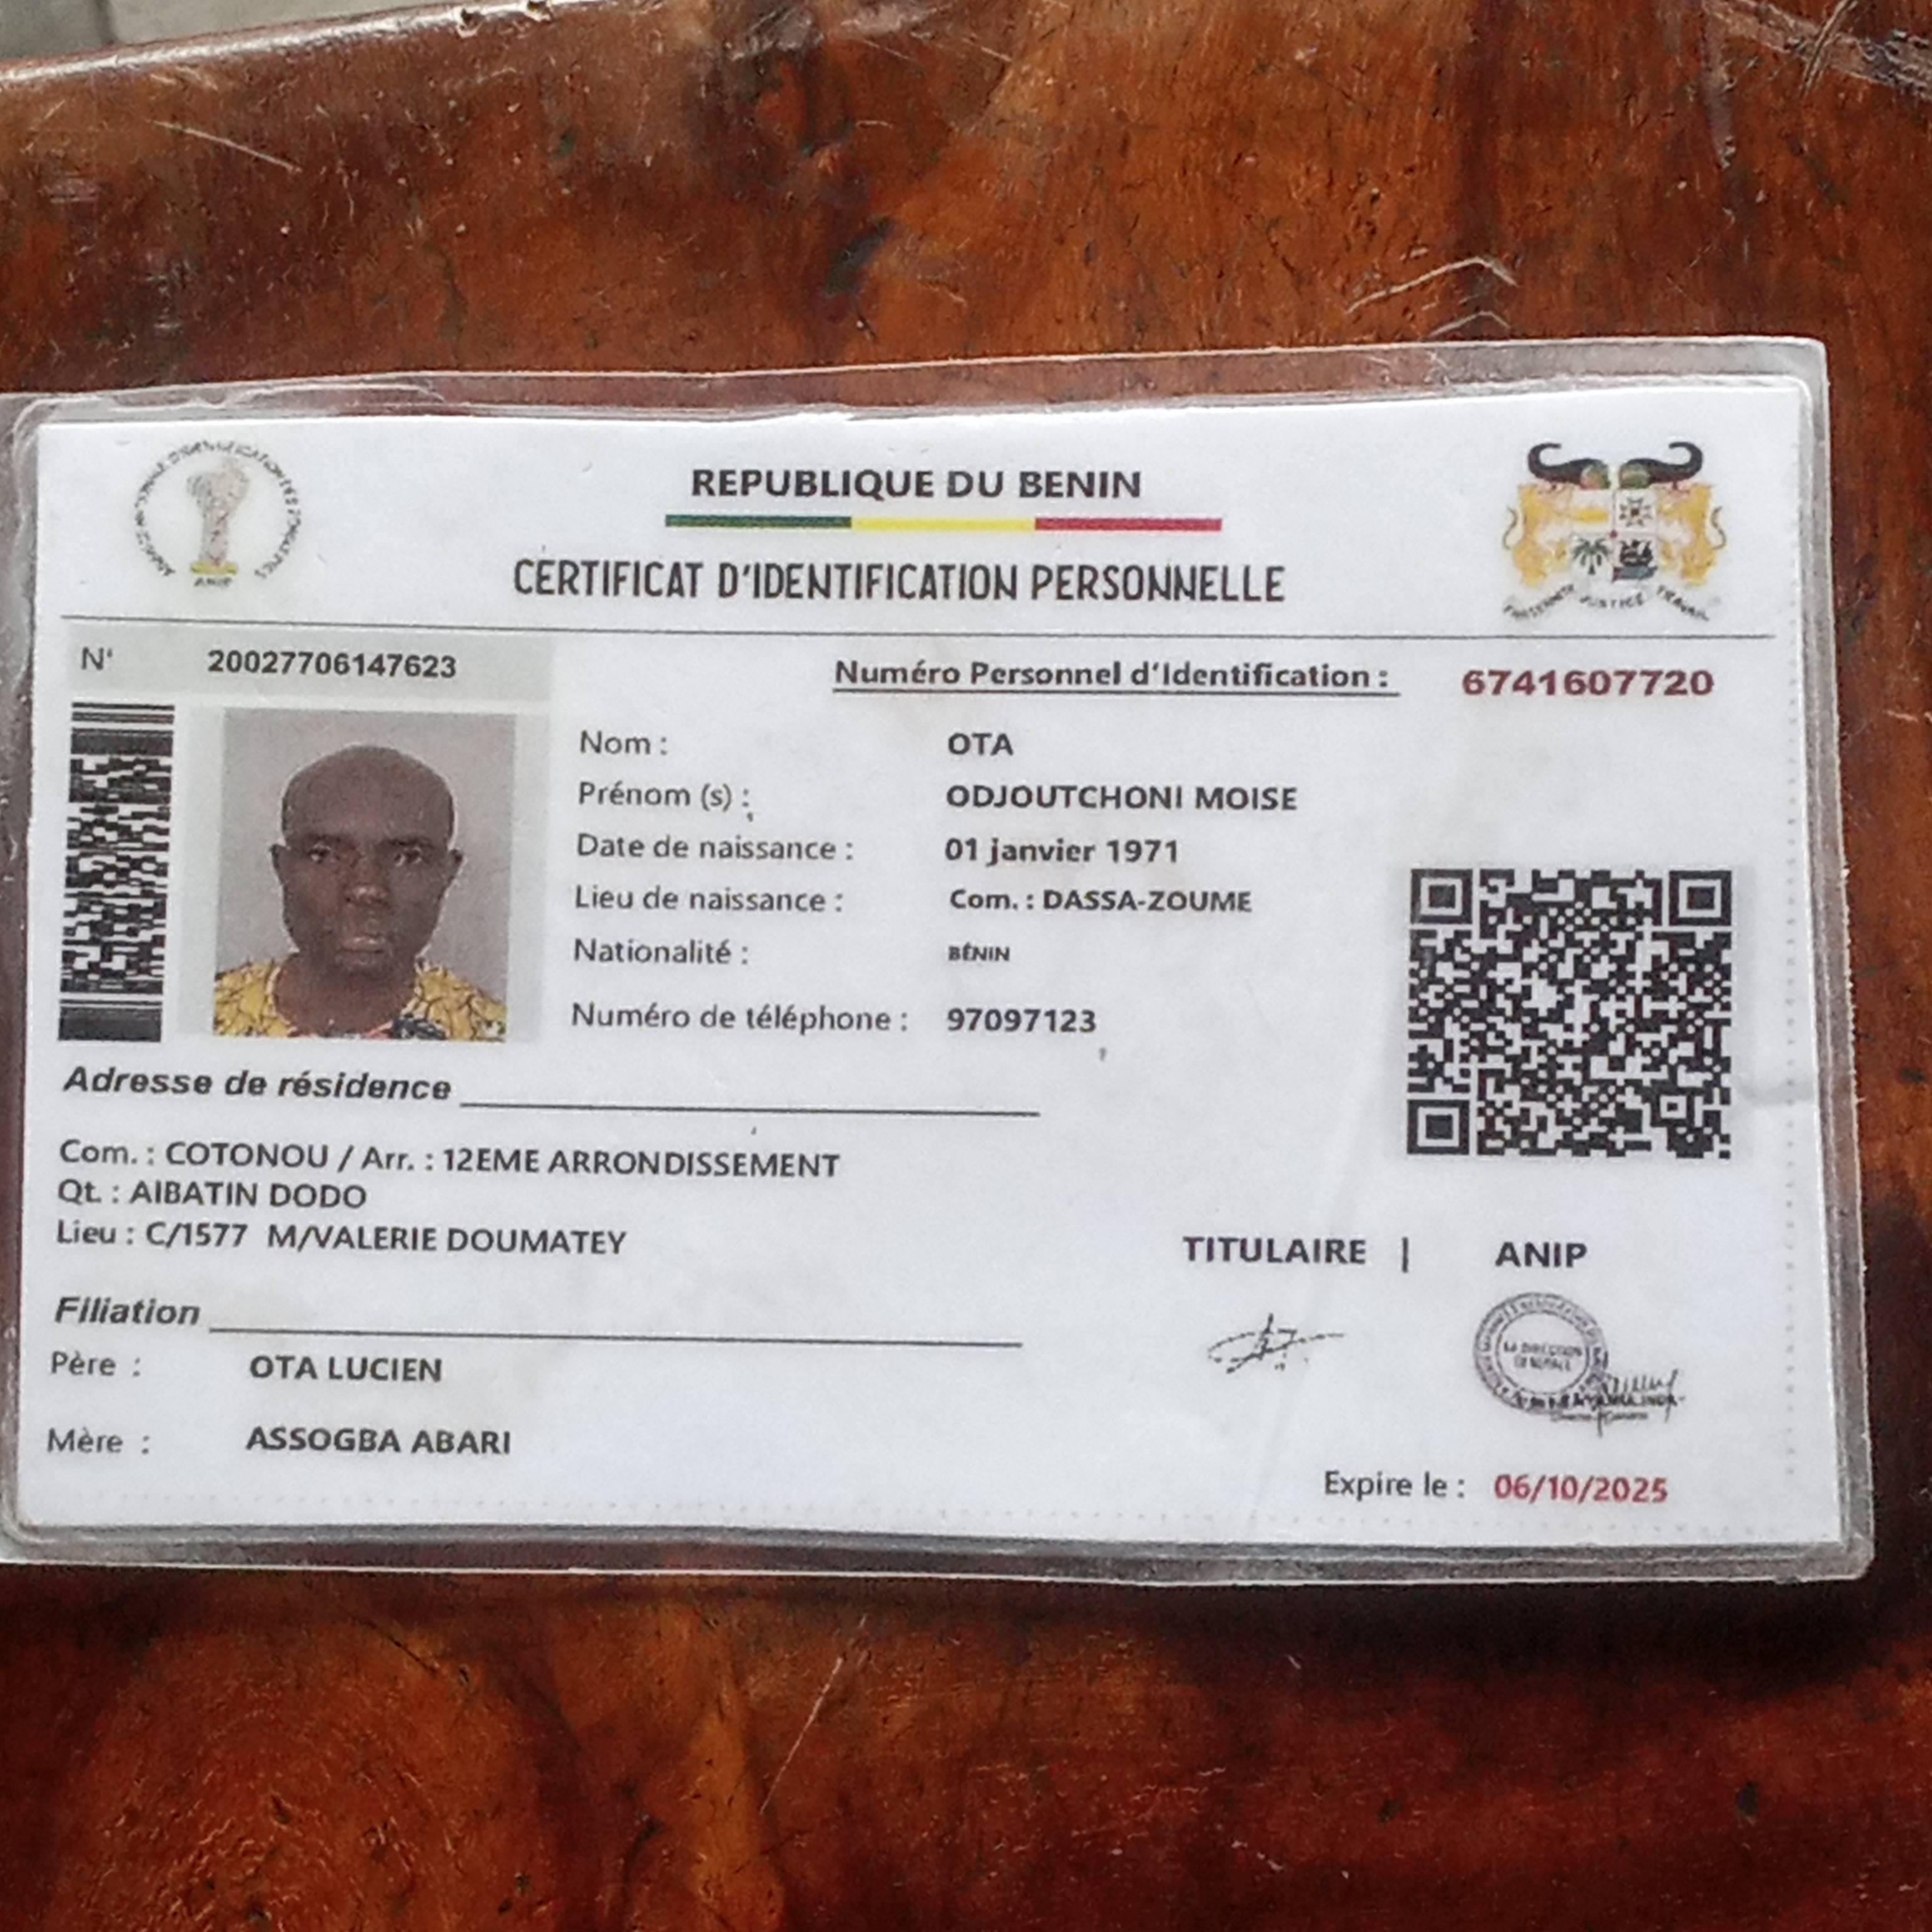 REPUBLIQUE DU BENIN
CERTIFICAT D'IDENTIFICATION PERSONNELLE
ANIP
JUSTICE TRAVAIL
N° 20027706147623
Numéro Personnel d'Identification : 6741607720
Nom : OTA
Prénom (s) : ODJOUTCHONI MOISE
Date de naissance : 01 janvier 1971
Lieu de naissance : Com. : DASSA-ZOUME
Nationalité : BÉNIN
Numéro de téléphone : 97097123
Adresse de résidence
Com. : COTONOU / Arr. : 12EME ARRONDISSEMENT
Qt. : AIBATIN DODO
Lieu : C/1577 M/VALERIE DOUMATEY
TITULAIRE | ANIP
LA DIRECTION
Filiation
Père : OTA LUCIEN
Mère : ASSOGBA ABARI
Expire le : 06/10/2025